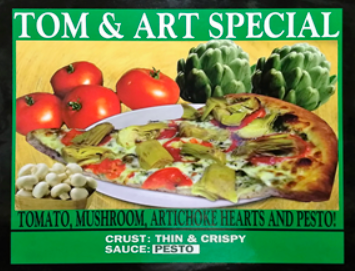 TOM & ART SPECIAL
TOMATO, MUSHROOM, ARTICHOKE HEARTS AND PESTO!
CRUST: THIN & CRISPY
SAUCE: PESTO